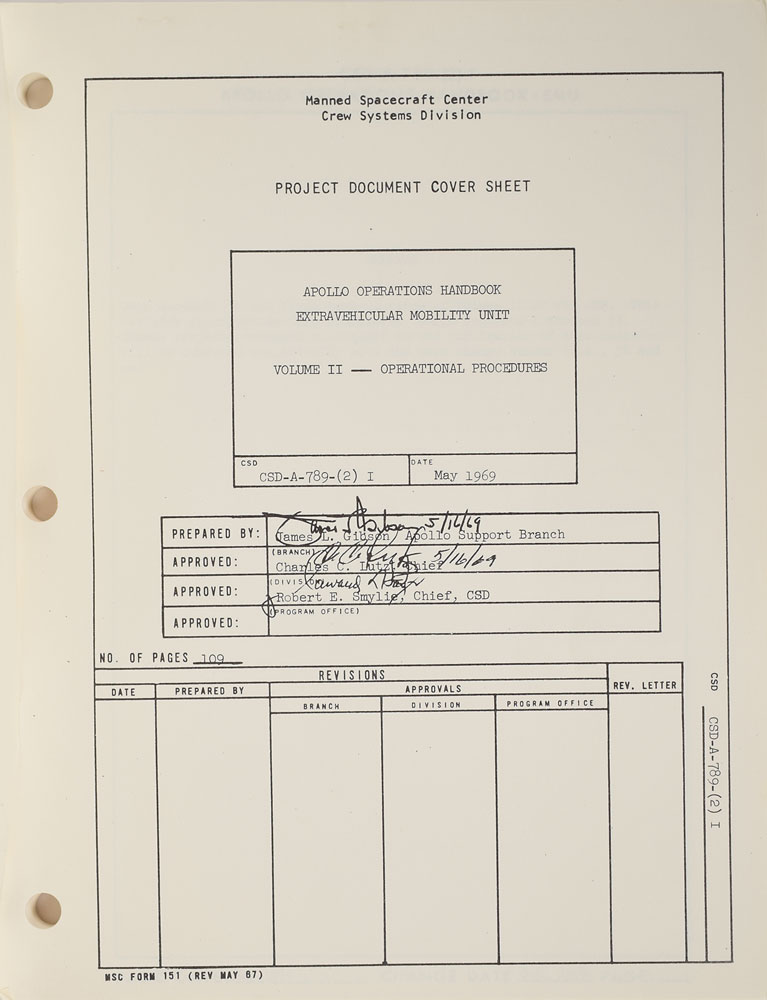 Manned Spacecraft Center
Crew Systems Division
PROJECT DOCUMENT COVER SHEET
APOLLO OPERATIONS HANDBOOK
EXTRAVEHICULAR MOBILITY UNIT
VOLUME II — OPERATIONAL PROCEDURES
CSD
CSD-A-789-(2) I
DATE
May 1969
5/16/69
PREPARED BY: James L. Gibson, Apollo Support Branch
(BRANCH) 5/16/69
APPROVED: Charles C. Lutz, Chief
(DIVISION)
APPROVED: Robert E. Smylie, Chief, CSD
(PROGRAM OFFICE)
APPROVED:
NO. OF PAGES 109
REVISIONS
DATE PREPARED BY APPROVALS REV. LETTER
BRANCH DIVISION PROGRAM OFFICE
CSD CSD-A-789-(2) I
MSC FORM 151 (REV MAY 67)